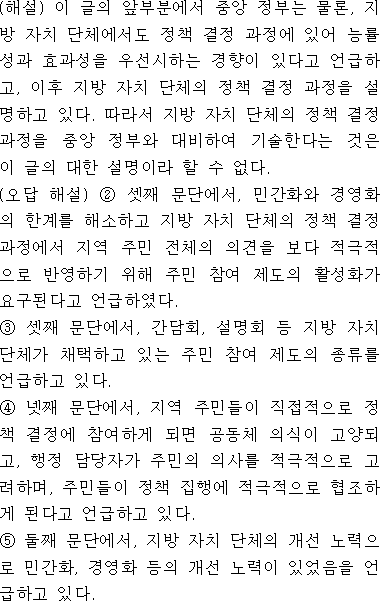 (해설) 이 글의 앞부분에서 중앙 정부는 물론, 지
방 자치 단체에서도 정책 결정 과정에 있어 능률
성과 효과성을 우선시하는 경향이 있다고 언급하
고, 이후 지방 자치 단체의 정책 결정 과정을 설
명하고 있다. 따라서 지방 자치 단체의 정책 결정
과정을 중앙 정부와 대비하여 기술한다는 것은
이 글의 대한 설명이라 할 수 없다.
(오답 해설) ② 셋째 문단에서, 민간화와 경영화
의 한계를 해소하고 지방 자치 단체의 정책 결정
과정에서 지역 주민 전체의 의견을 보다 적극적
으로 반영하기 위해 주민 참여 제도의 활성화가
요구된다고 언급하였다.
③ 셋째 문단에서, 간담회, 설명회 등 지방 자치
단체가 채택하고 있는 주민 참여 제도의 종류를
언급하고 있다.
④ 넷째 문단에서, 지역 주민들이 직접적으로 정
책 결정에 참여하게 되면 공동체 의식이 고양되
고, 행정 담당자가 주민의 의사를 적극적으로 고
려하며, 주민들이 정책 집행에 적극적으로 협조하
게 된다고 언급하고 있다.
⑤ 둘째 문단에서, 지방 자치 단체의 개선 노력으
로 민간화, 경영화 등의 개선 노력이 있었음을 언
급하고 있다.